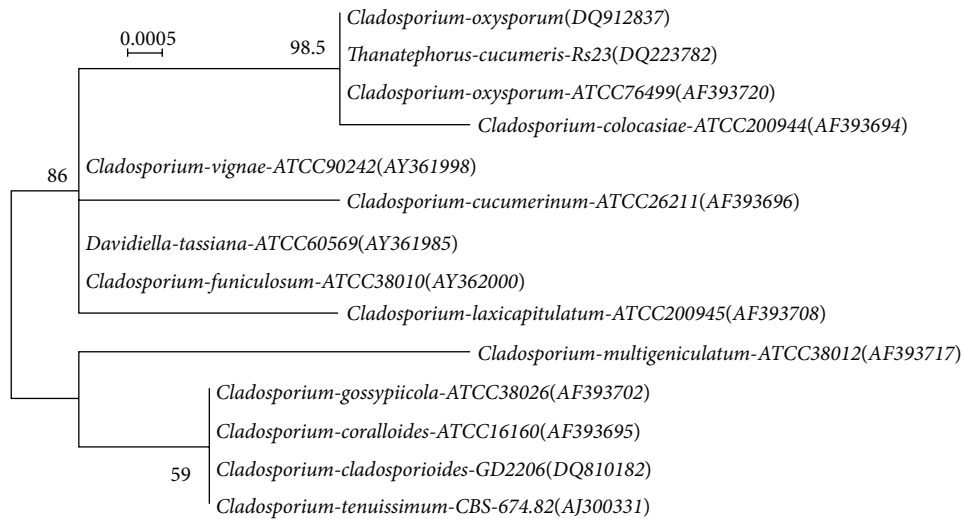 Cladosporium-oxysporum(DQ912837)
0.0005
98.5
Thanatephorus-cucumeris-Rs23(DQ223782)
Cladosporium-oxysporum-ATCC76499(AF393720)
Cladosporium-colocasiae-ATCC200944(AF393694)
Cladosporium-vignae-ATCC90242(AY361998)
86
Cladosporium-cucumerinum-ATCC26211(AF393696)
Davidiella-tassiana-ATCC60569(AY361985)
Cladosporium-funiculosum-ATCC38010(AY362000)
Cladosporium-laxicapitulatum-ATCC200945(AF393708)
Cladosporium-multigeniculatum-ATCC38012(AF393717)
Cladosporium-gossypiicola-ATCC38026(AF393702)
Cladosporium-coralloides-ATCC16160(AF393695)
Cladosporium-cladosporioides-GD2206(DQ810182)
59
Cladosporium-tenuissimum-CBS-674.82(AJ300331)